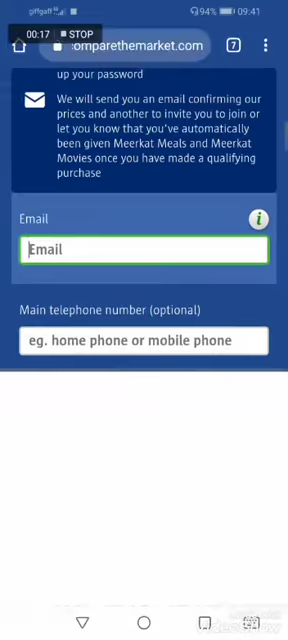 giffgaff 94% 09:41
00:17 STOP
:omparethemarket.com 7
up your password
We will send you an email confirming our
prices and another to invite you to join or
let you know that you've automatically
been given Meerkat Meals and Meerkat
Movies once you have made a qualifying
purchase
Email
i
Email
Main telephone number (optional)
eg. home phone or mobile phone